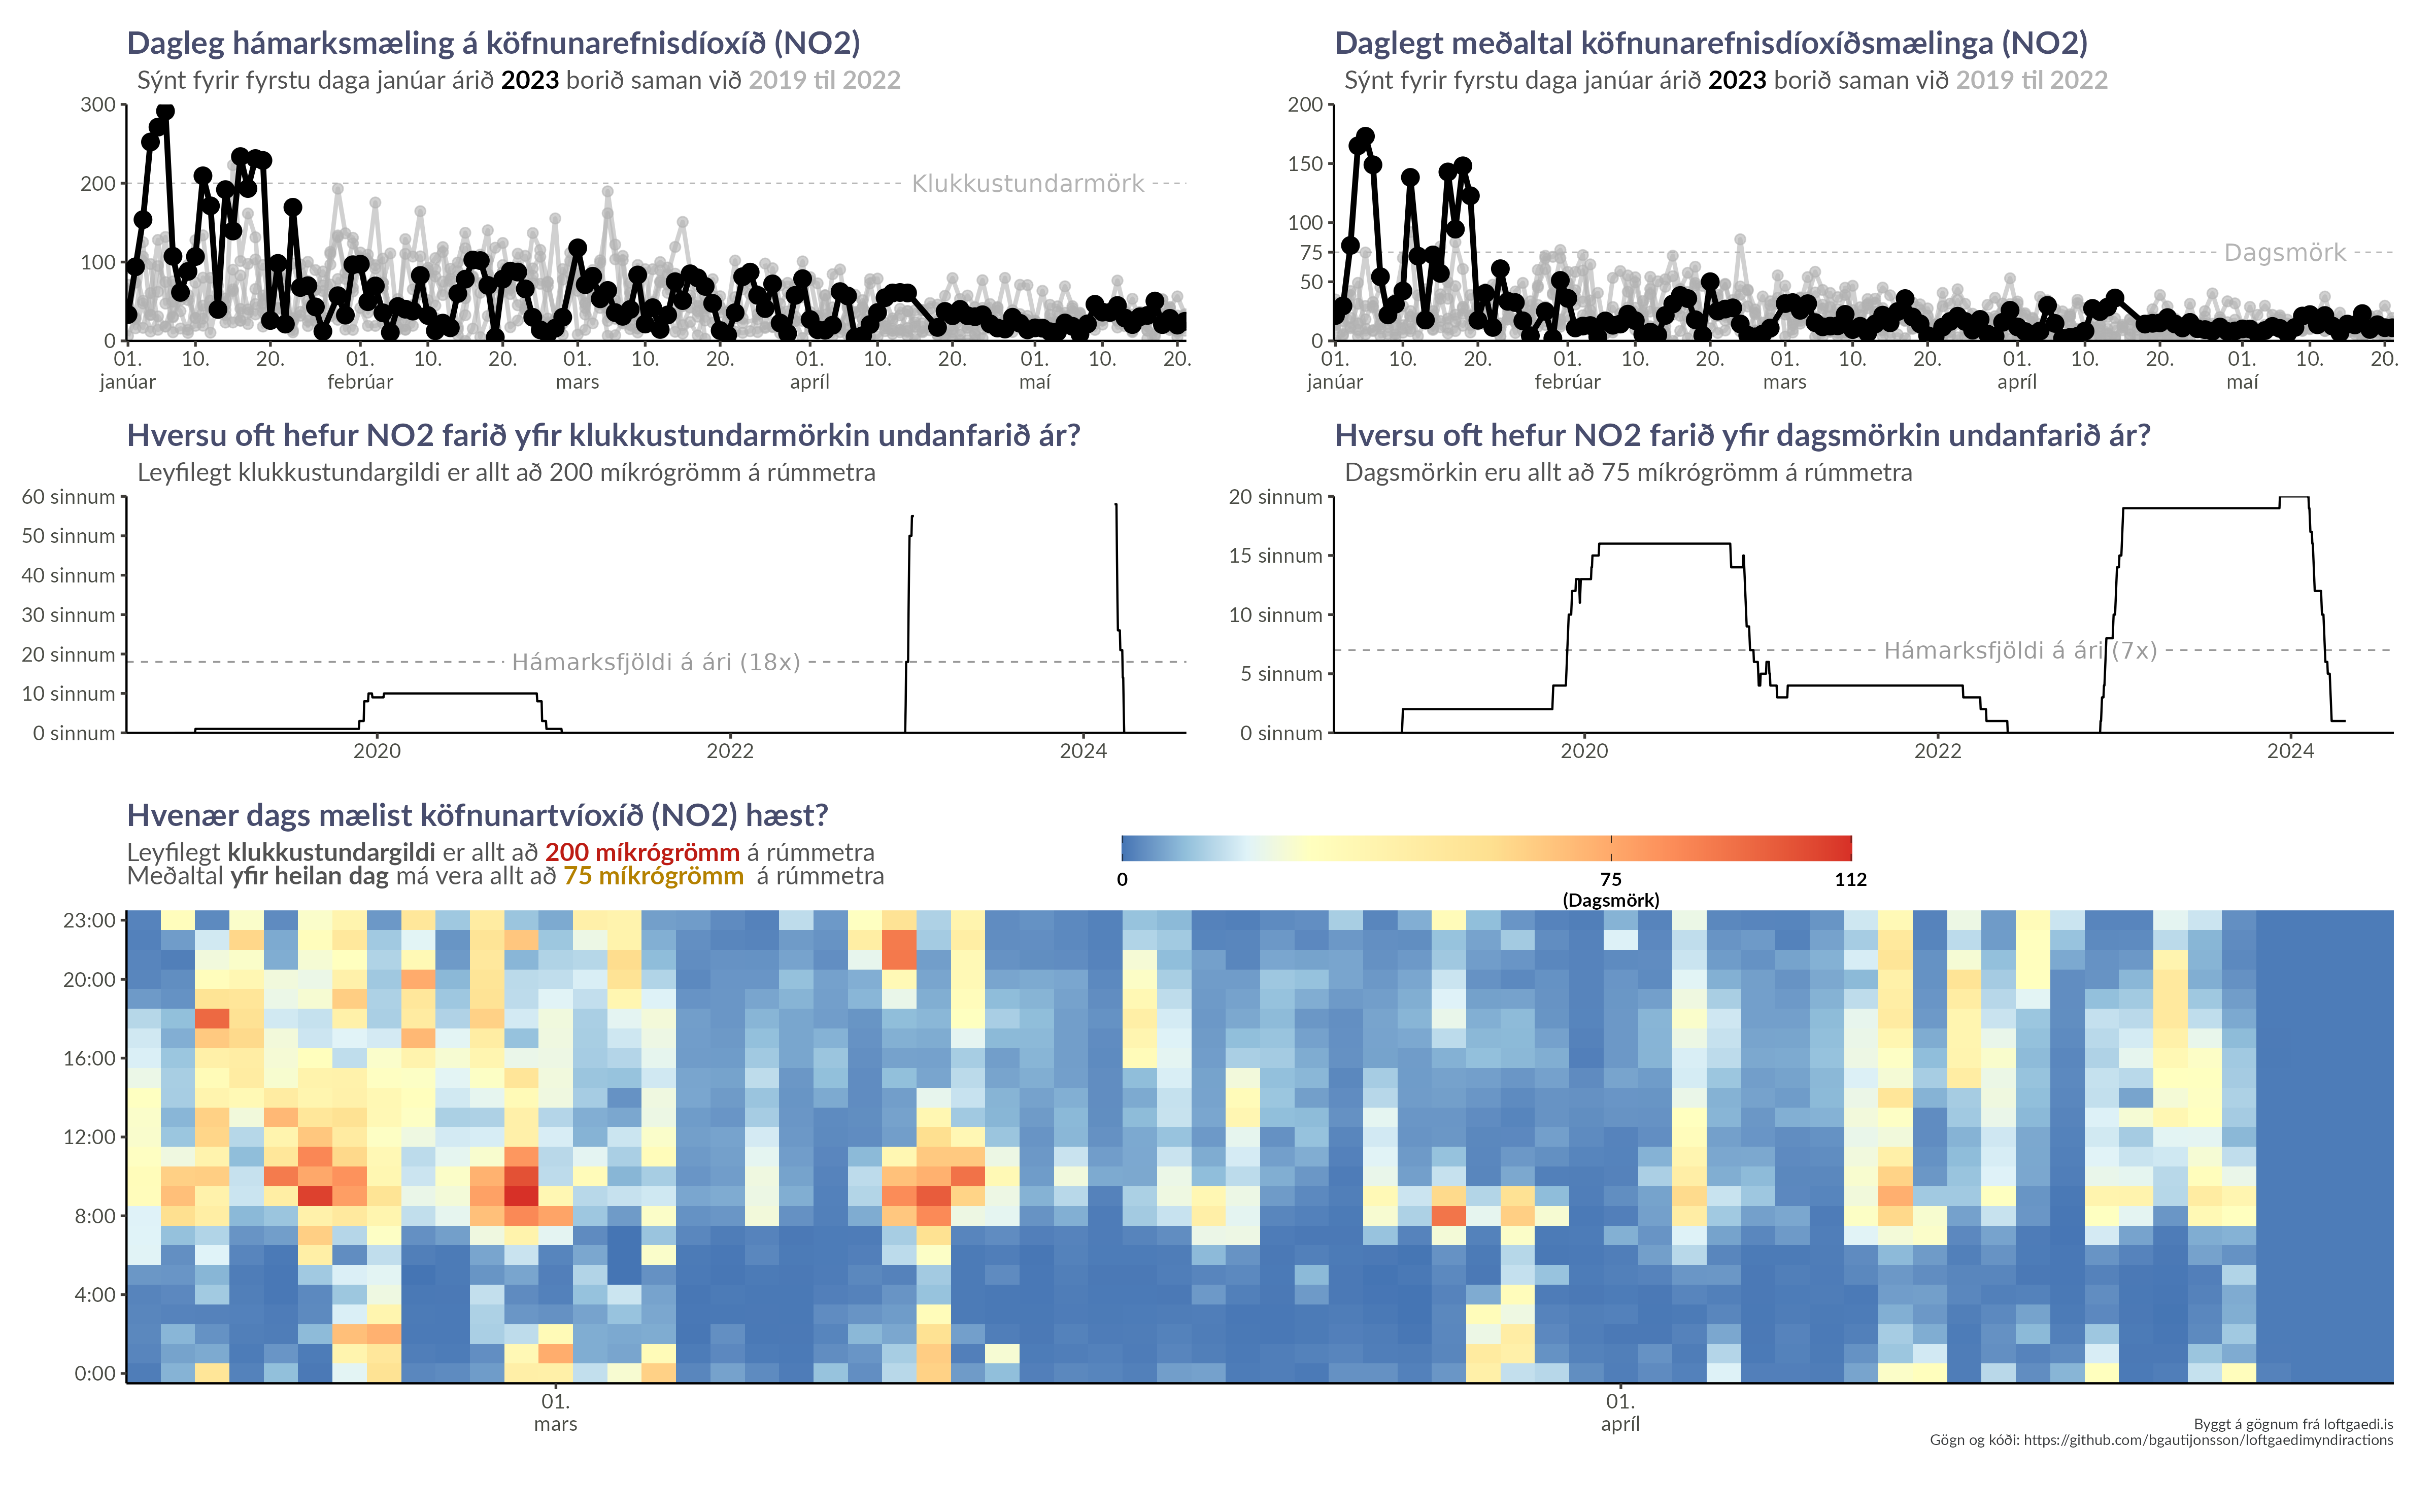 Dagleg hámarksmæling á köfnunarefnisdíoxíð (NO2)
Sýnt fyrir fyrstu daga janúar árið 2023 borið saman við 2019 til 2022
300
200
100
0
Klukkustundarmörk
01. 10. 20. 01. 10. 20. 01. 10. 20. 01. 10. 20. 01. 10. 20.
janúar febrúar mars apríl maí
Daglegt meðaltal köfnunarefnisdíoxíðsmælinga (NO2)
Sýnt fyrir fyrstu daga janúar árið 2023 borið saman við 2019 til 2022
200
150
100
75
50
0
Dagsmörk
01. 10. 20. 01. 10. 20. 01. 10. 20. 01. 10. 20. 01. 10. 20.
janúar febrúar mars apríl maí
Hversu oft hefur NO2 farið yfir klukkustundarmörkin undanfarið ár?
Leyfilegt klukkustundargildi er allt að 200 míkrógrömm á rúmmetra
60 sinnum
50 sinnum
40 sinnum
30 sinnum
20 sinnum
10 sinnum
0 sinnum
Hámarksfjöldi á ári (18x)
2020 2022 2024
Hversu oft hefur NO2 farið yfir dagsmörkin undanfarið ár?
Dagsmörkin eru allt að 75 míkrógrömm á rúmmetra
20 sinnum
15 sinnum
10 sinnum
5 sinnum
0 sinnum
Hámarksfjöldi á ári (7x)
2020 2022 2024
Hvenær dags mælist köfnunartvíoxíð (NO2) hæst?
Leyfilegt klukkustundargildi er allt að 200 míkrógrömm á rúmmetra
Meðaltal yfir heilan dag má vera allt að 75 míkrógrömm á rúmmetra
0 75 112
(Dagsmörk)
23:00
20:00
16:00
12:00
8:00
4:00
0:00
01. 01.
mars apríl
Byggt á gögnum frá loftgaedi.is
Gögn og kóði: https://github.com/bgautijonsson/loftgaedimyndiractions